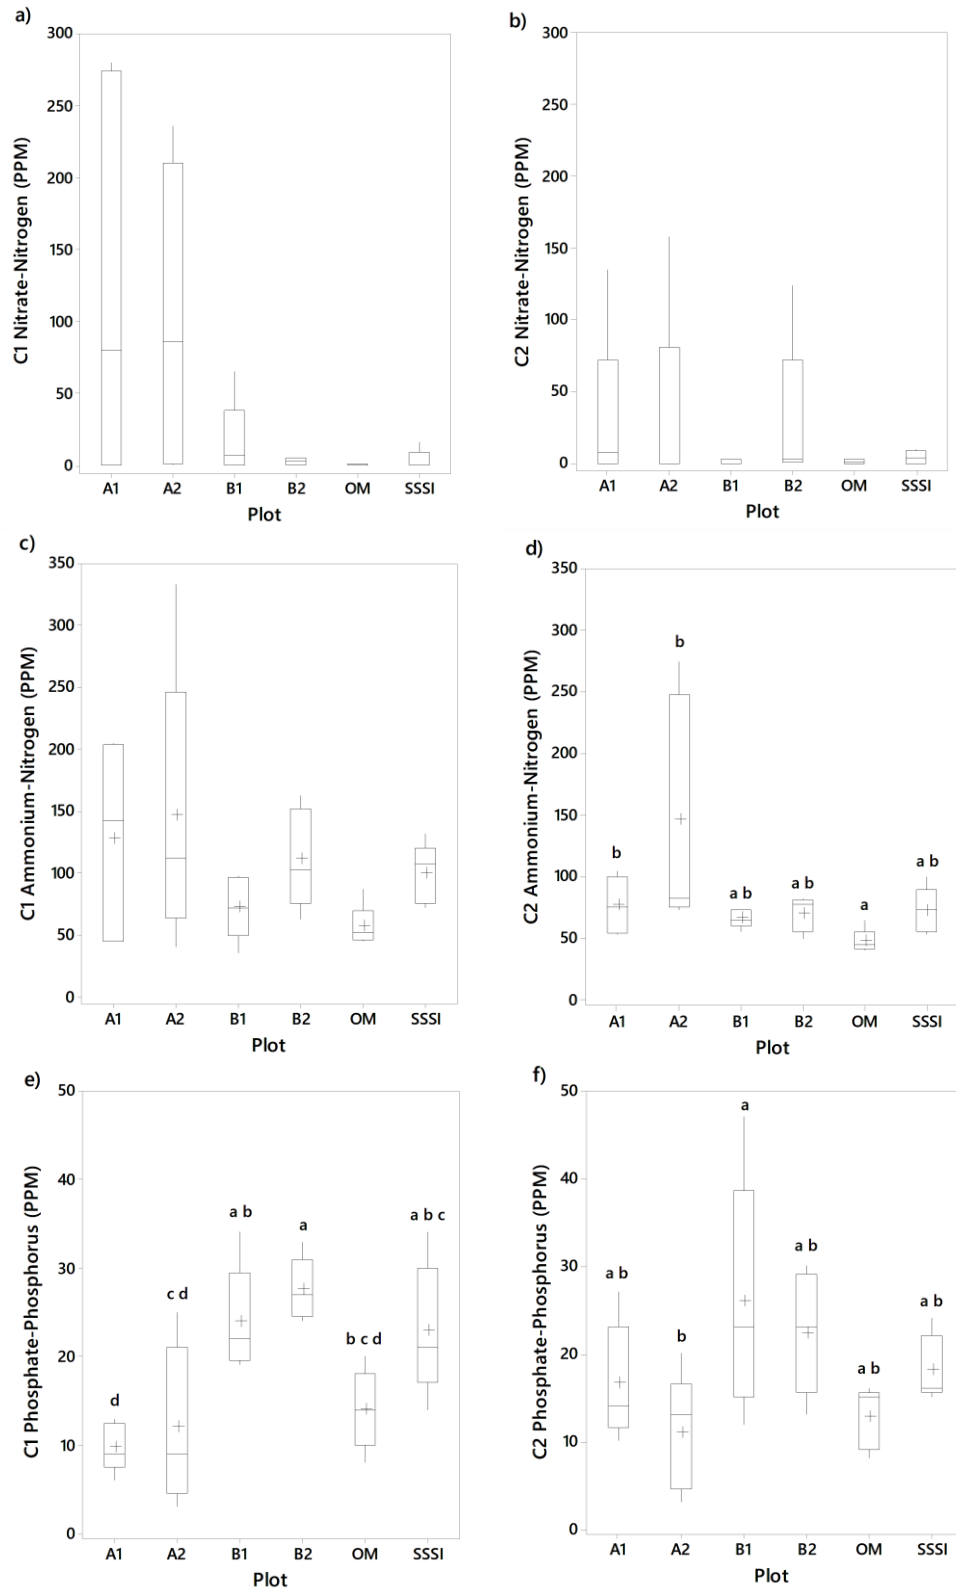 a)
C1 Nitrate-Nitrogen (PPM)
300
250
200
150
100
50
0
A1 A2 B1 B2 OM SSSI
Plot
b)
C2 Nitrate-Nitrogen (PPM)
300
250
200
150
100
50
0
A1 A2 B1 B2 OM SSSI
Plot
c)
C1 Ammonium-Nitrogen (PPM)
350
300
250
200
150
100
50
0
A1 A2 B1 B2 OM SSSI
Plot
d)
C2 Ammonium-Nitrogen (PPM)
350
300
250
200
150
100
50
0
b b a b a b a a b
A1 A2 B1 B2 OM SSSI
Plot
e)
C1 Phosphate-Phosphorus (PPM)
50
40
30
20
10
0
d c d a b a b c d a b c
A1 A2 B1 B2 OM SSSI
Plot
f)
C2 Phosphate-Phosphorus (PPM)
50
40
30
20
10
0
a b b a a b a b a b
A1 A2 B1 B2 OM SSSI
Plot